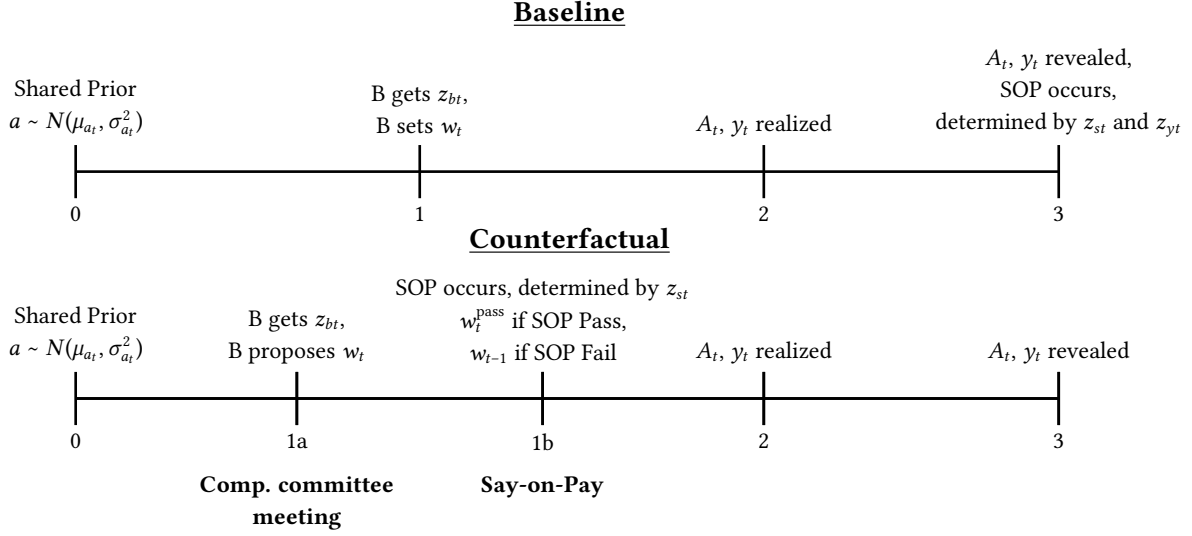 Baseline
Shared Prior
a ~ N(μ_{a_t}, σ²_{a_t})
B gets z_{bt},
B sets w_t
A_t, y_t realized
A_t, y_t revealed,
SOP occurs,
determined by z_{st} and z_{yt}
0
1
2
3
Counterfactual
Shared Prior
a ~ N(μ_{a_t}, σ²_{a_t})
B gets z_{bt},
B proposes w_t
SOP occurs, determined by z_{st}
w_t^{pass} if SOP Pass,
w_{t−1} if SOP Fail
A_t, y_t realized
A_t, y_t revealed
0
1a
1b
2
3
Comp. committee
meeting
Say-on-Pay